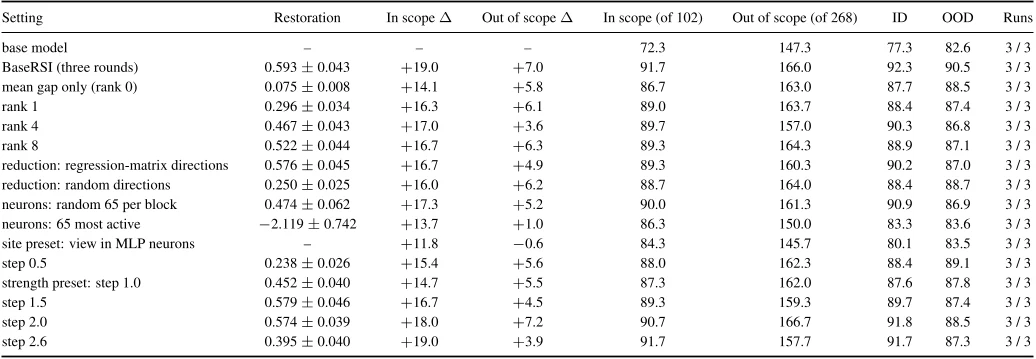 Setting Restoration In scope Δ Out of scope Δ In scope (of 102) Out of scope (of 268) ID OOD Runs
base model – – – 72.3 147.3 77.3 82.6 3 / 3
BaseRSI (three rounds) 0.593 ± 0.043 +19.0 +7.0 91.7 166.0 92.3 90.5 3 / 3
mean gap only (rank 0) 0.075 ± 0.008 +14.1 +5.8 86.7 163.0 87.7 88.5 3 / 3
rank 1 0.296 ± 0.034 +16.3 +6.1 89.0 163.7 88.4 87.4 3 / 3
rank 4 0.467 ± 0.043 +17.0 +3.6 89.7 157.0 90.3 86.8 3 / 3
rank 8 0.522 ± 0.044 +16.7 +6.3 89.3 164.3 88.9 87.1 3 / 3
reduction: regression-matrix directions 0.576 ± 0.045 +16.7 +4.9 89.3 160.3 90.2 87.0 3 / 3
reduction: random directions 0.250 ± 0.025 +16.0 +6.2 88.7 164.0 88.4 88.7 3 / 3
neurons: random 65 per block 0.474 ± 0.062 +17.3 +5.2 90.0 161.3 90.9 86.9 3 / 3
neurons: 65 most active −2.119 ± 0.742 +13.7 +1.0 86.3 150.0 83.3 83.6 3 / 3
site preset: view in MLP neurons – +11.8 −0.6 84.3 145.7 80.1 83.5 3 / 3
step 0.5 0.238 ± 0.026 +15.4 +5.6 88.0 162.3 88.4 89.1 3 / 3
strength preset: step 1.0 0.452 ± 0.040 +14.7 +5.5 87.3 162.0 87.6 87.8 3 / 3
step 1.5 0.579 ± 0.046 +16.7 +4.5 89.3 159.3 89.7 87.4 3 / 3
step 2.0 0.574 ± 0.039 +18.0 +7.2 90.7 166.7 91.8 88.5 3 / 3
step 2.6 0.395 ± 0.040 +19.0 +3.9 91.7 157.7 91.7 87.3 3 / 3